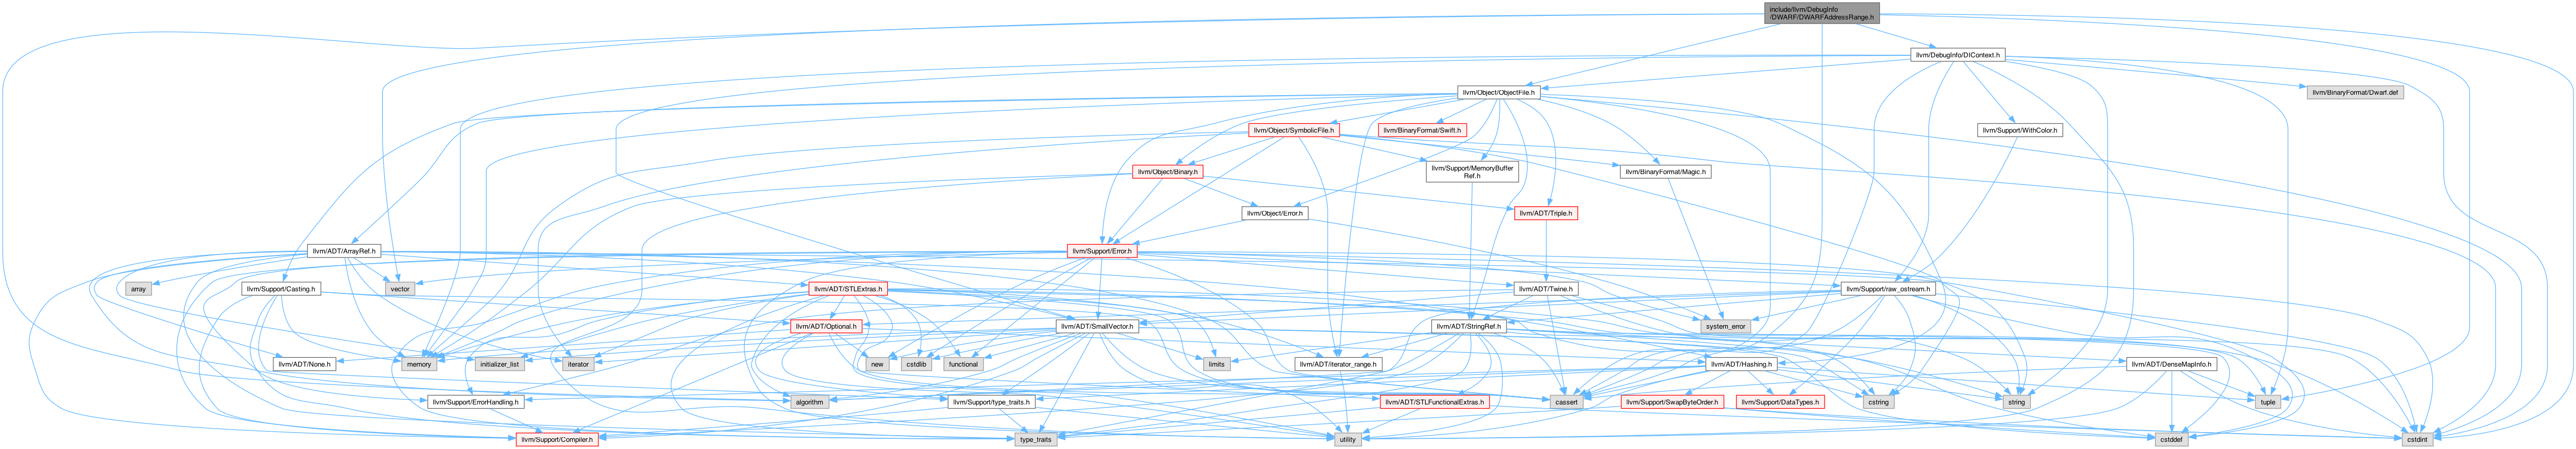 include/llvm/DebugInfo
/DWARF/DWARFAddressRange.h
llvm/DebugInfo/DIContext.h
llvm/Object/ObjectFile.h
llvm/BinaryFormat/Dwarf.def
llvm/Object/SymbolicFile.h
llvm/BinaryFormat/Swift.h
llvm/Support/WithColor.h
llvm/Object/Binary.h
llvm/Support/MemoryBuffer
Ref.h
llvm/BinaryFormat/Magic.h
llvm/Object/Error.h
llvm/ADT/Triple.h
llvm/ADT/ArrayRef.h
llvm/Support/Error.h
array
llvm/Support/Casting.h
vector
llvm/ADT/STLExtras.h
llvm/ADT/Twine.h
llvm/Support/raw_ostream.h
llvm/ADT/Optional.h
llvm/ADT/SmallVector.h
llvm/ADT/StringRef.h
system_error
llvm/ADT/None.h
memory
initializer_list
iterator
new
cstdlib
functional
limits
llvm/ADT/iterator_range.h
llvm/ADT/Hashing.h
llvm/ADT/DenseMapInfo.h
llvm/Support/ErrorHandling.h
algorithm
llvm/Support/type_traits.h
llvm/ADT/STLFunctionalExtras.h
cassert
llvm/Support/SwapByteOrder.h
llvm/Support/DataTypes.h
cstring
string
tuple
llvm/Support/Compiler.h
type_traits
utility
cstddef
cstdint